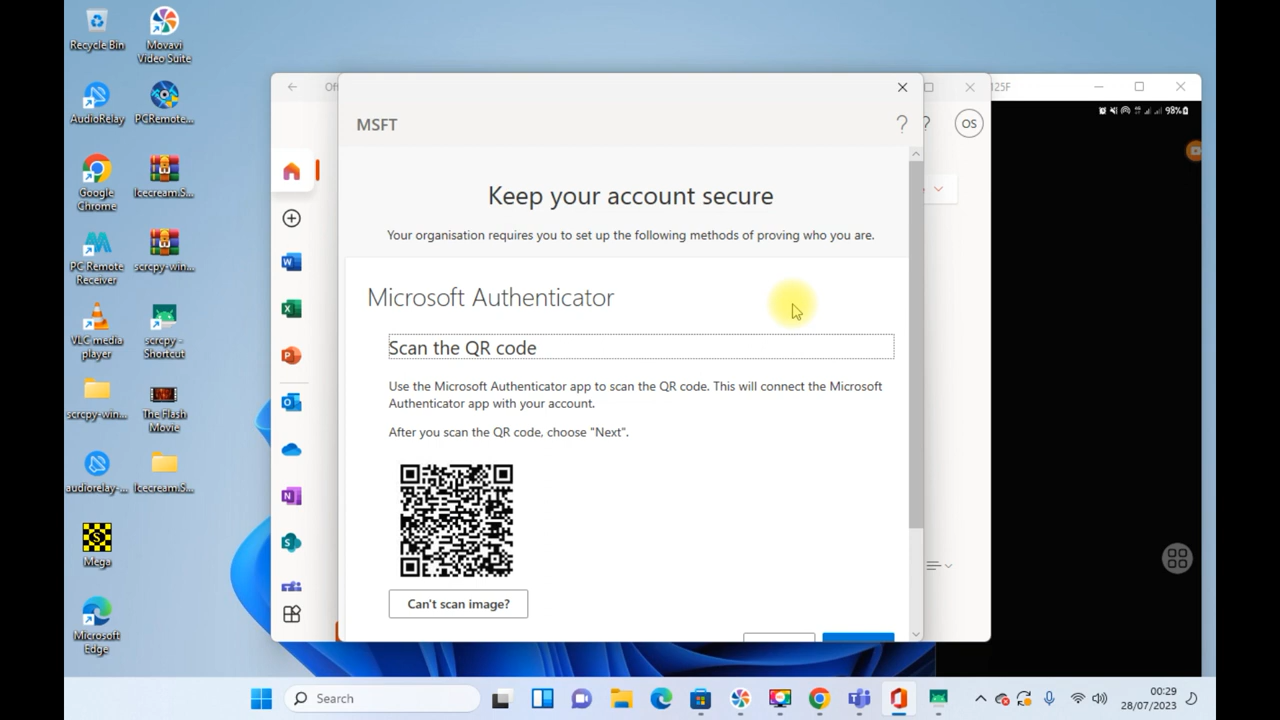 Recycle Bin
Movavi
Video Suite
AudioRelay
PCRemote...
Google
Chrome
IcecreamS...
PC Remote
Receiver
scrcpy-win...
VLC media
player
scrcpy -
Shortcut
scrcpy-win...
The Flash
Movie
audiorelay-...
IcecreamS...
Mega
Microsoft
Edge
Off
125F
98%
OS
MSFT
?
?
Keep your account secure
Your organisation requires you to set up the following methods of proving who you are.
Microsoft Authenticator
Scan the QR code
Use the Microsoft Authenticator app to scan the QR code. This will connect the Microsoft
Authenticator app with your account.
After you scan the QR code, choose "Next".
Can't scan image?
Search
00:29
28/07/2023